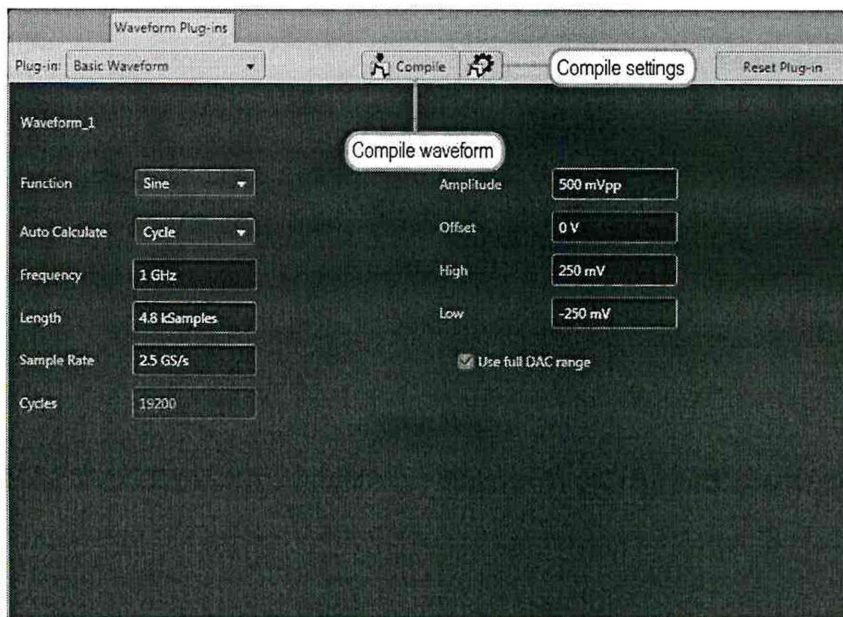 Waveform Plug-ins
Plug-in: Basic Waveform
Compile
Compile settings
Reset Plug-in
Waveform_1
Compile waveform
Function Sine
Amplitude 500 mVpp
Auto Calculate Cycle
Offset 0 V
Frequency 1 GHz
High 250 mV
Length 4.8 kSamples
Low -250 mV
Sample Rate 2.5 GS/s
Use full DAC range
Cycles 19200